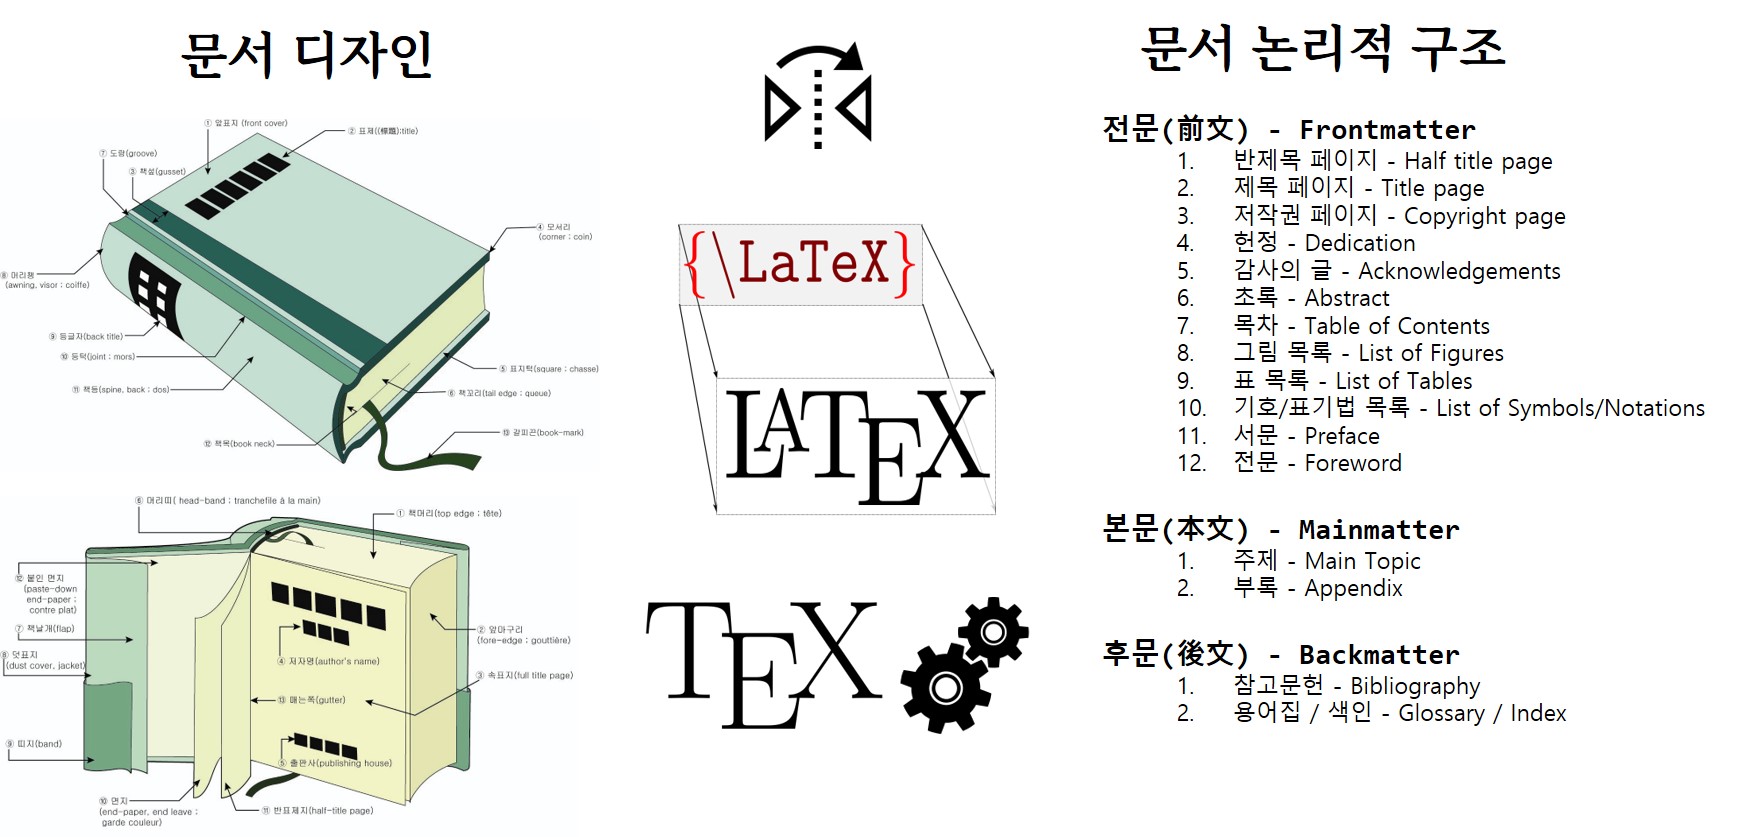 문서 디자인
① 앞표지 (front cover)
② 표제((標題):title)
⑦ 도랑(groove)
③ 책섶(gusset)
④ 모서리
(corner ; coin)
⑧ 머리챙
(awning, visor ; coiffe)
⑨ 등글자(back title)
⑩ 등턱(joint ; mors)
⑪ 책등(spine, back ; dos)
⑤ 표지턱(square ; chasse)
⑥ 책꼬리(tail edge ; queue)
⑫ 책목(book neck)
⑬ 갈피끈(book-mark)
⑥ 머리띠( head-band ; tranchefile à la main)
① 책머리(top edge ; tête)
⑫ 붙인 면지
(paste-down
end-paper ;
contre plat)
⑦ 책날개(flap)
⑧ 덧표지
(dust cover, jacket)
② 앞마구리
(fore-edge ; gouttière)
④ 저자명(author's name)
③ 속표지(full title page)
⑬ 매는쪽(gutter)
⑨ 띠지(band)
⑤ 출판사(publishing house)
⑩ 면지
(end-paper, end leave ;
garde couleur)
⑪ 반표제지(half-title page)
{\LaTeX}
LATEX
TEX
문서 논리적 구조
전문(前文) - Frontmatter
1. 반제목 페이지 - Half title page
2. 제목 페이지 - Title page
3. 저작권 페이지 - Copyright page
4. 헌정 - Dedication
5. 감사의 글 - Acknowledgements
6. 초록 - Abstract
7. 목차 - Table of Contents
8. 그림 목록 - List of Figures
9. 표 목록 - List of Tables
10. 기호/표기법 목록 - List of Symbols/Notations
11. 서문 - Preface
12. 전문 - Foreword
본문(本文) - Mainmatter
1. 주제 - Main Topic
2. 부록 - Appendix
후문(後文) - Backmatter
1. 참고문헌 - Bibliography
2. 용어집 / 색인 - Glossary / Index